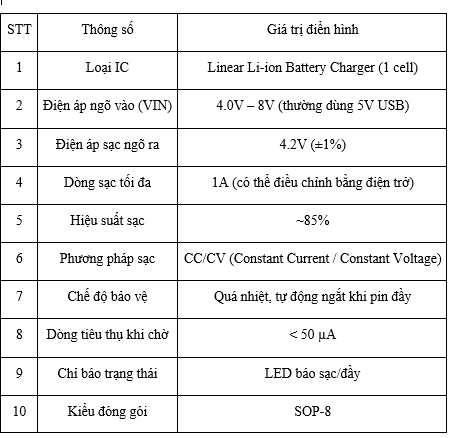 STT Thông số Giá trị điển hình
1 Loại IC Linear Li-ion Battery Charger (1 cell)
2 Điện áp ngõ vào (VIN) 4.0V – 8V (thường dùng 5V USB)
3 Điện áp sạc ngõ ra 4.2V (±1%)
4 Dòng sạc tối đa 1A (có thể điều chỉnh bằng điện trở)
5 Hiệu suất sạc ~85%
6 Phương pháp sạc CC/CV (Constant Current / Constant Voltage)
7 Chế độ bảo vệ Quá nhiệt, tự động ngắt khi pin đầy
8 Dòng tiêu thụ khi chờ < 50 µA
9 Chỉ báo trạng thái LED báo sạc/đầy
10 Kiểu đóng gói SOP-8